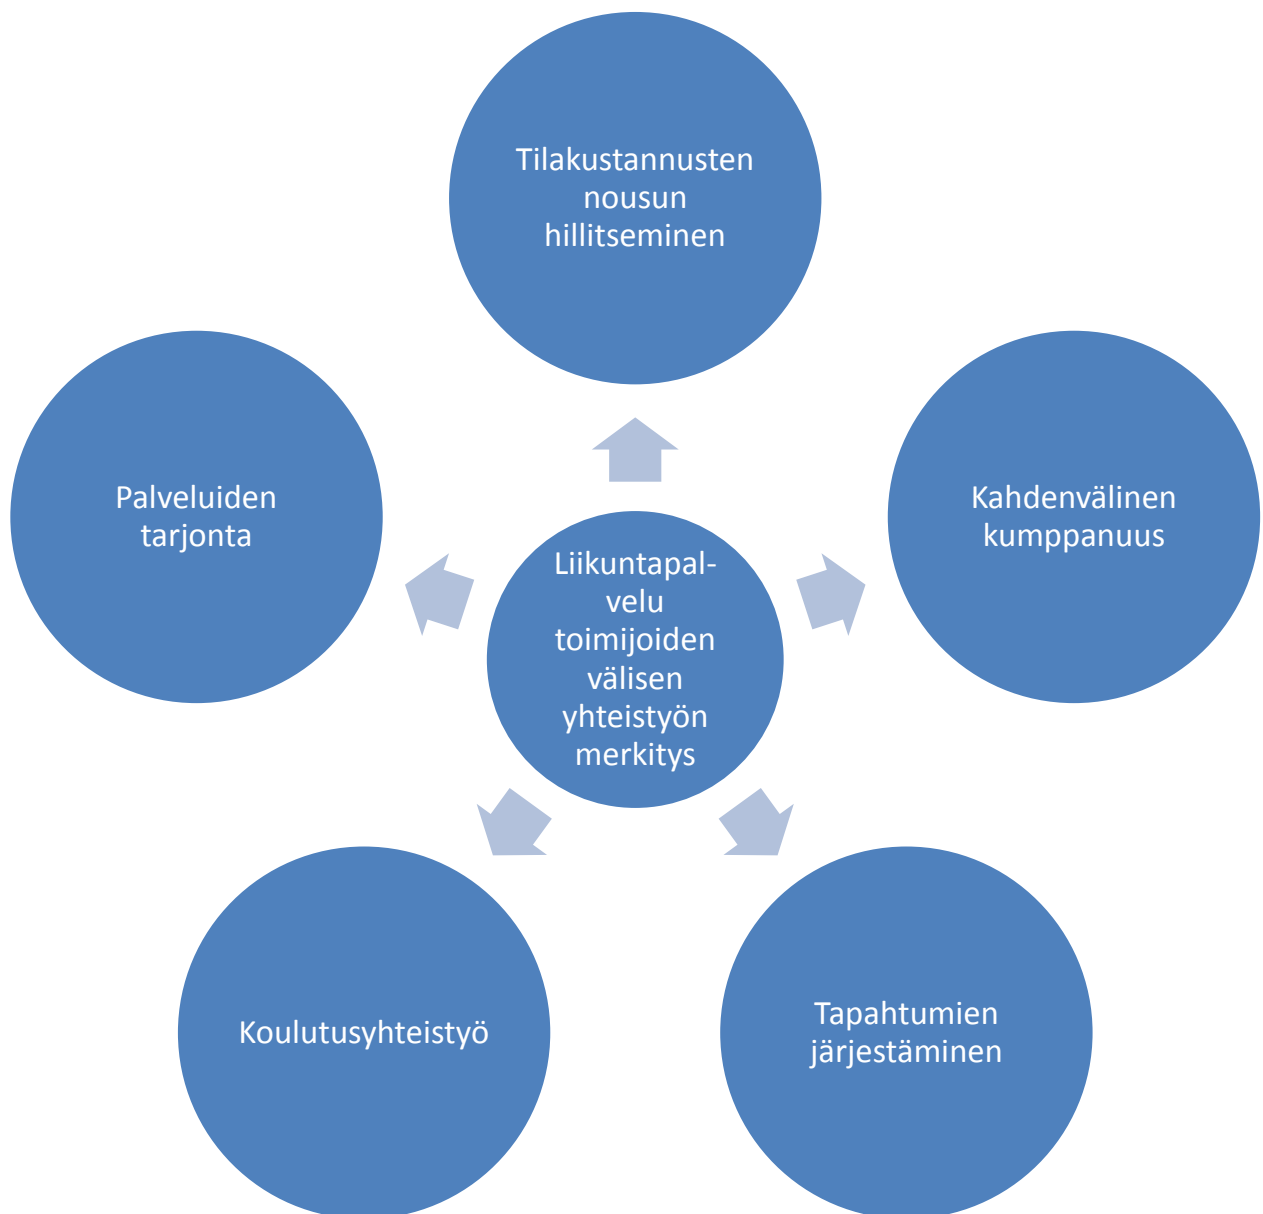 Tilakustannusten
nousun
hillitseminen
Palveluiden
tarjonta
Kahdenvälinen
kumppanuus
Liikuntapal-
velu
toimijoiden
välisen
yhteistyön
merkitys
Koulutusyhteistyö
Tapahtumien
järjestäminen